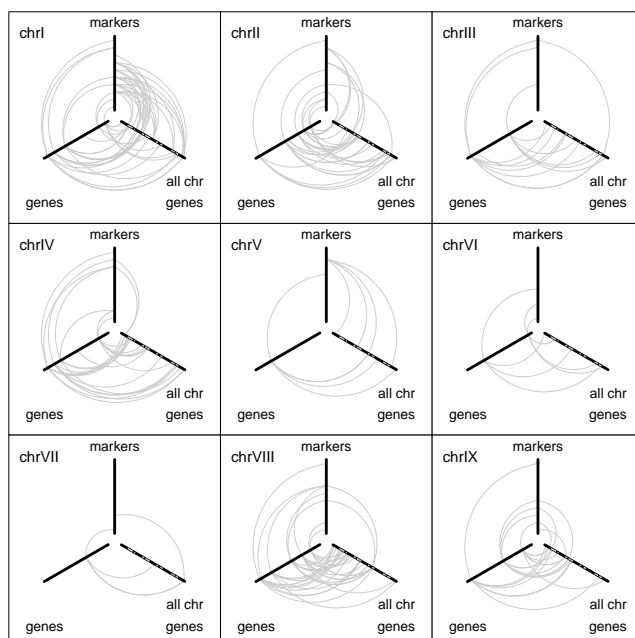 markers
chrI
all chr
genes
genes
markers
chrII
all chr
genes
genes
markers
chrIII
all chr
genes
genes
markers
chrIV
all chr
genes
genes
markers
chrV
all chr
genes
genes
markers
chrVI
all chr
genes
genes
markers
chrVII
all chr
genes
genes
markers
chrVIII
all chr
genes
genes
markers
chrIX
all chr
genes
genes